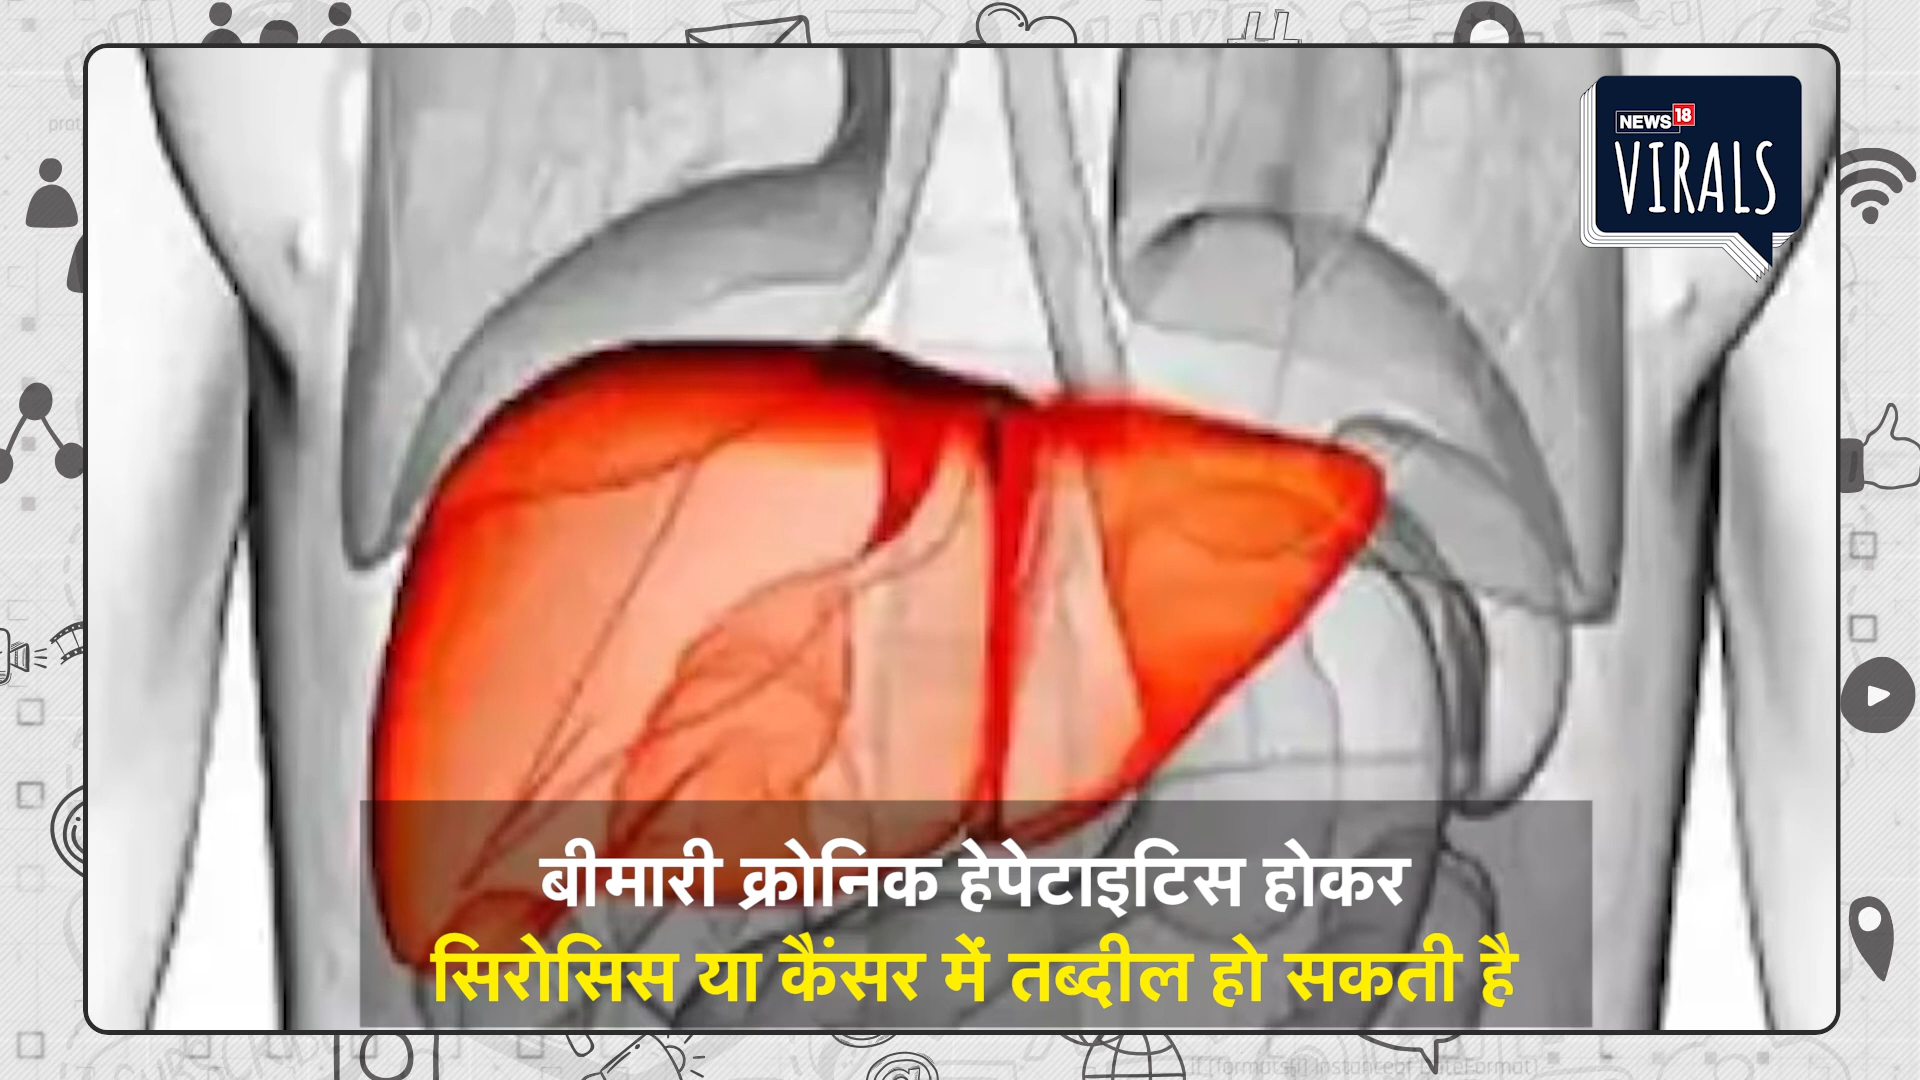 NEWS18
VIRALS
बीमारी क्रोनिक हेपेटाइटिस होकर
सिरोसिस या कैंसर में तब्दील हो सकती है